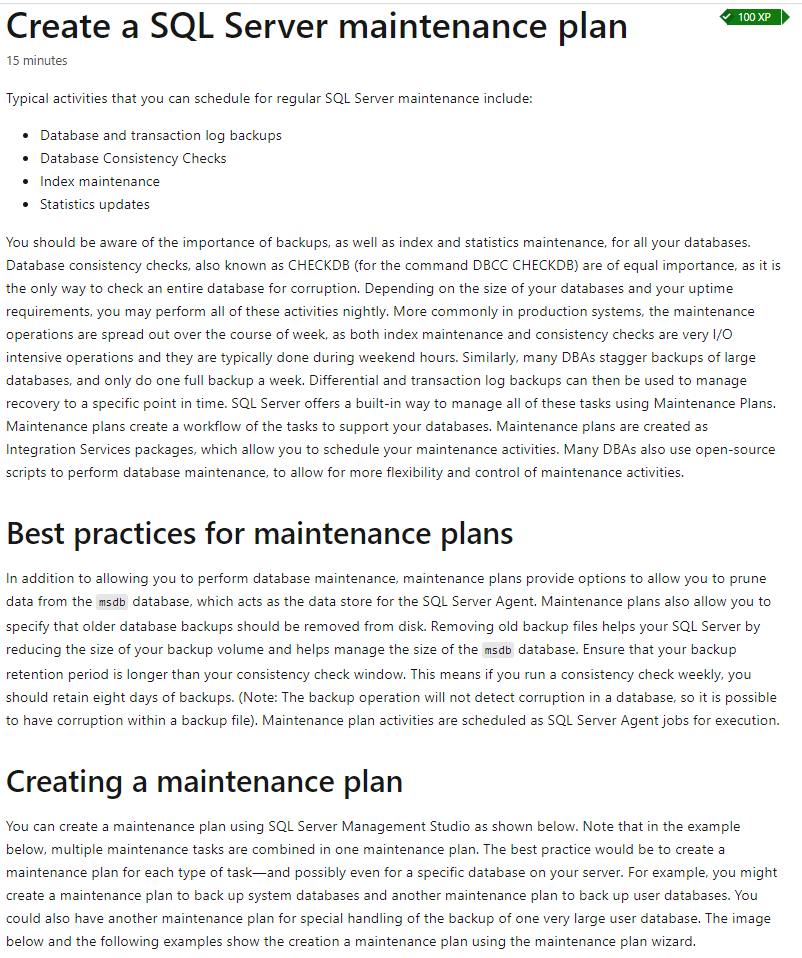 Create a SQL Server maintenance plan
100 XP
15 minutes
Typical activities that you can schedule for regular SQL Server maintenance include:
• Database and transaction log backups
• Database Consistency Checks
• Index maintenance
• Statistics updates
You should be aware of the importance of backups, as well as index and statistics maintenance, for all your databases.
Database consistency checks, also known as CHECKDB (for the command DBCC CHECKDB) are of equal importance, as it is
the only way to check an entire database for corruption. Depending on the size of your databases and your uptime
requirements, you may perform all of these activities nightly. More commonly in production systems, the maintenance
operations are spread out over the course of week, as both index maintenance and consistency checks are very I/O
intensive operations and they are typically done during weekend hours. Similarly, many DBAs stagger backups of large
databases, and only do one full backup a week. Differential and transaction log backups can then be used to manage
recovery to a specific point in time. SQL Server offers a built-in way to manage all of these tasks using Maintenance Plans.
Maintenance plans create a workflow of the tasks to support your databases. Maintenance plans are created as
Integration Services packages, which allow you to schedule your maintenance activities. Many DBAs also use open-source
scripts to perform database maintenance, to allow for more flexibility and control of maintenance activities.
Best practices for maintenance plans
In addition to allowing you to perform database maintenance, maintenance plans provide options to allow you to prune
data from the msdb database, which acts as the data store for the SQL Server Agent. Maintenance plans also allow you to
specify that older database backups should be removed from disk. Removing old backup files helps your SQL Server by
reducing the size of your backup volume and helps manage the size of the msdb database. Ensure that your backup
retention period is longer than your consistency check window. This means if you run a consistency check weekly, you
should retain eight days of backups. (Note: The backup operation will not detect corruption in a database, so it is possible
to have corruption within a backup file). Maintenance plan activities are scheduled as SQL Server Agent jobs for execution.
Creating a maintenance plan
You can create a maintenance plan using SQL Server Management Studio as shown below. Note that in the example
below, multiple maintenance tasks are combined in one maintenance plan. The best practice would be to create a
maintenance plan for each type of task—and possibly even for a specific database on your server. For example, you might
create a maintenance plan to back up system databases and another maintenance plan to back up user databases. You
could also have another maintenance plan for special handling of the backup of one very large user database. The image
below and the following examples show the creation a maintenance plan using the maintenance plan wizard.